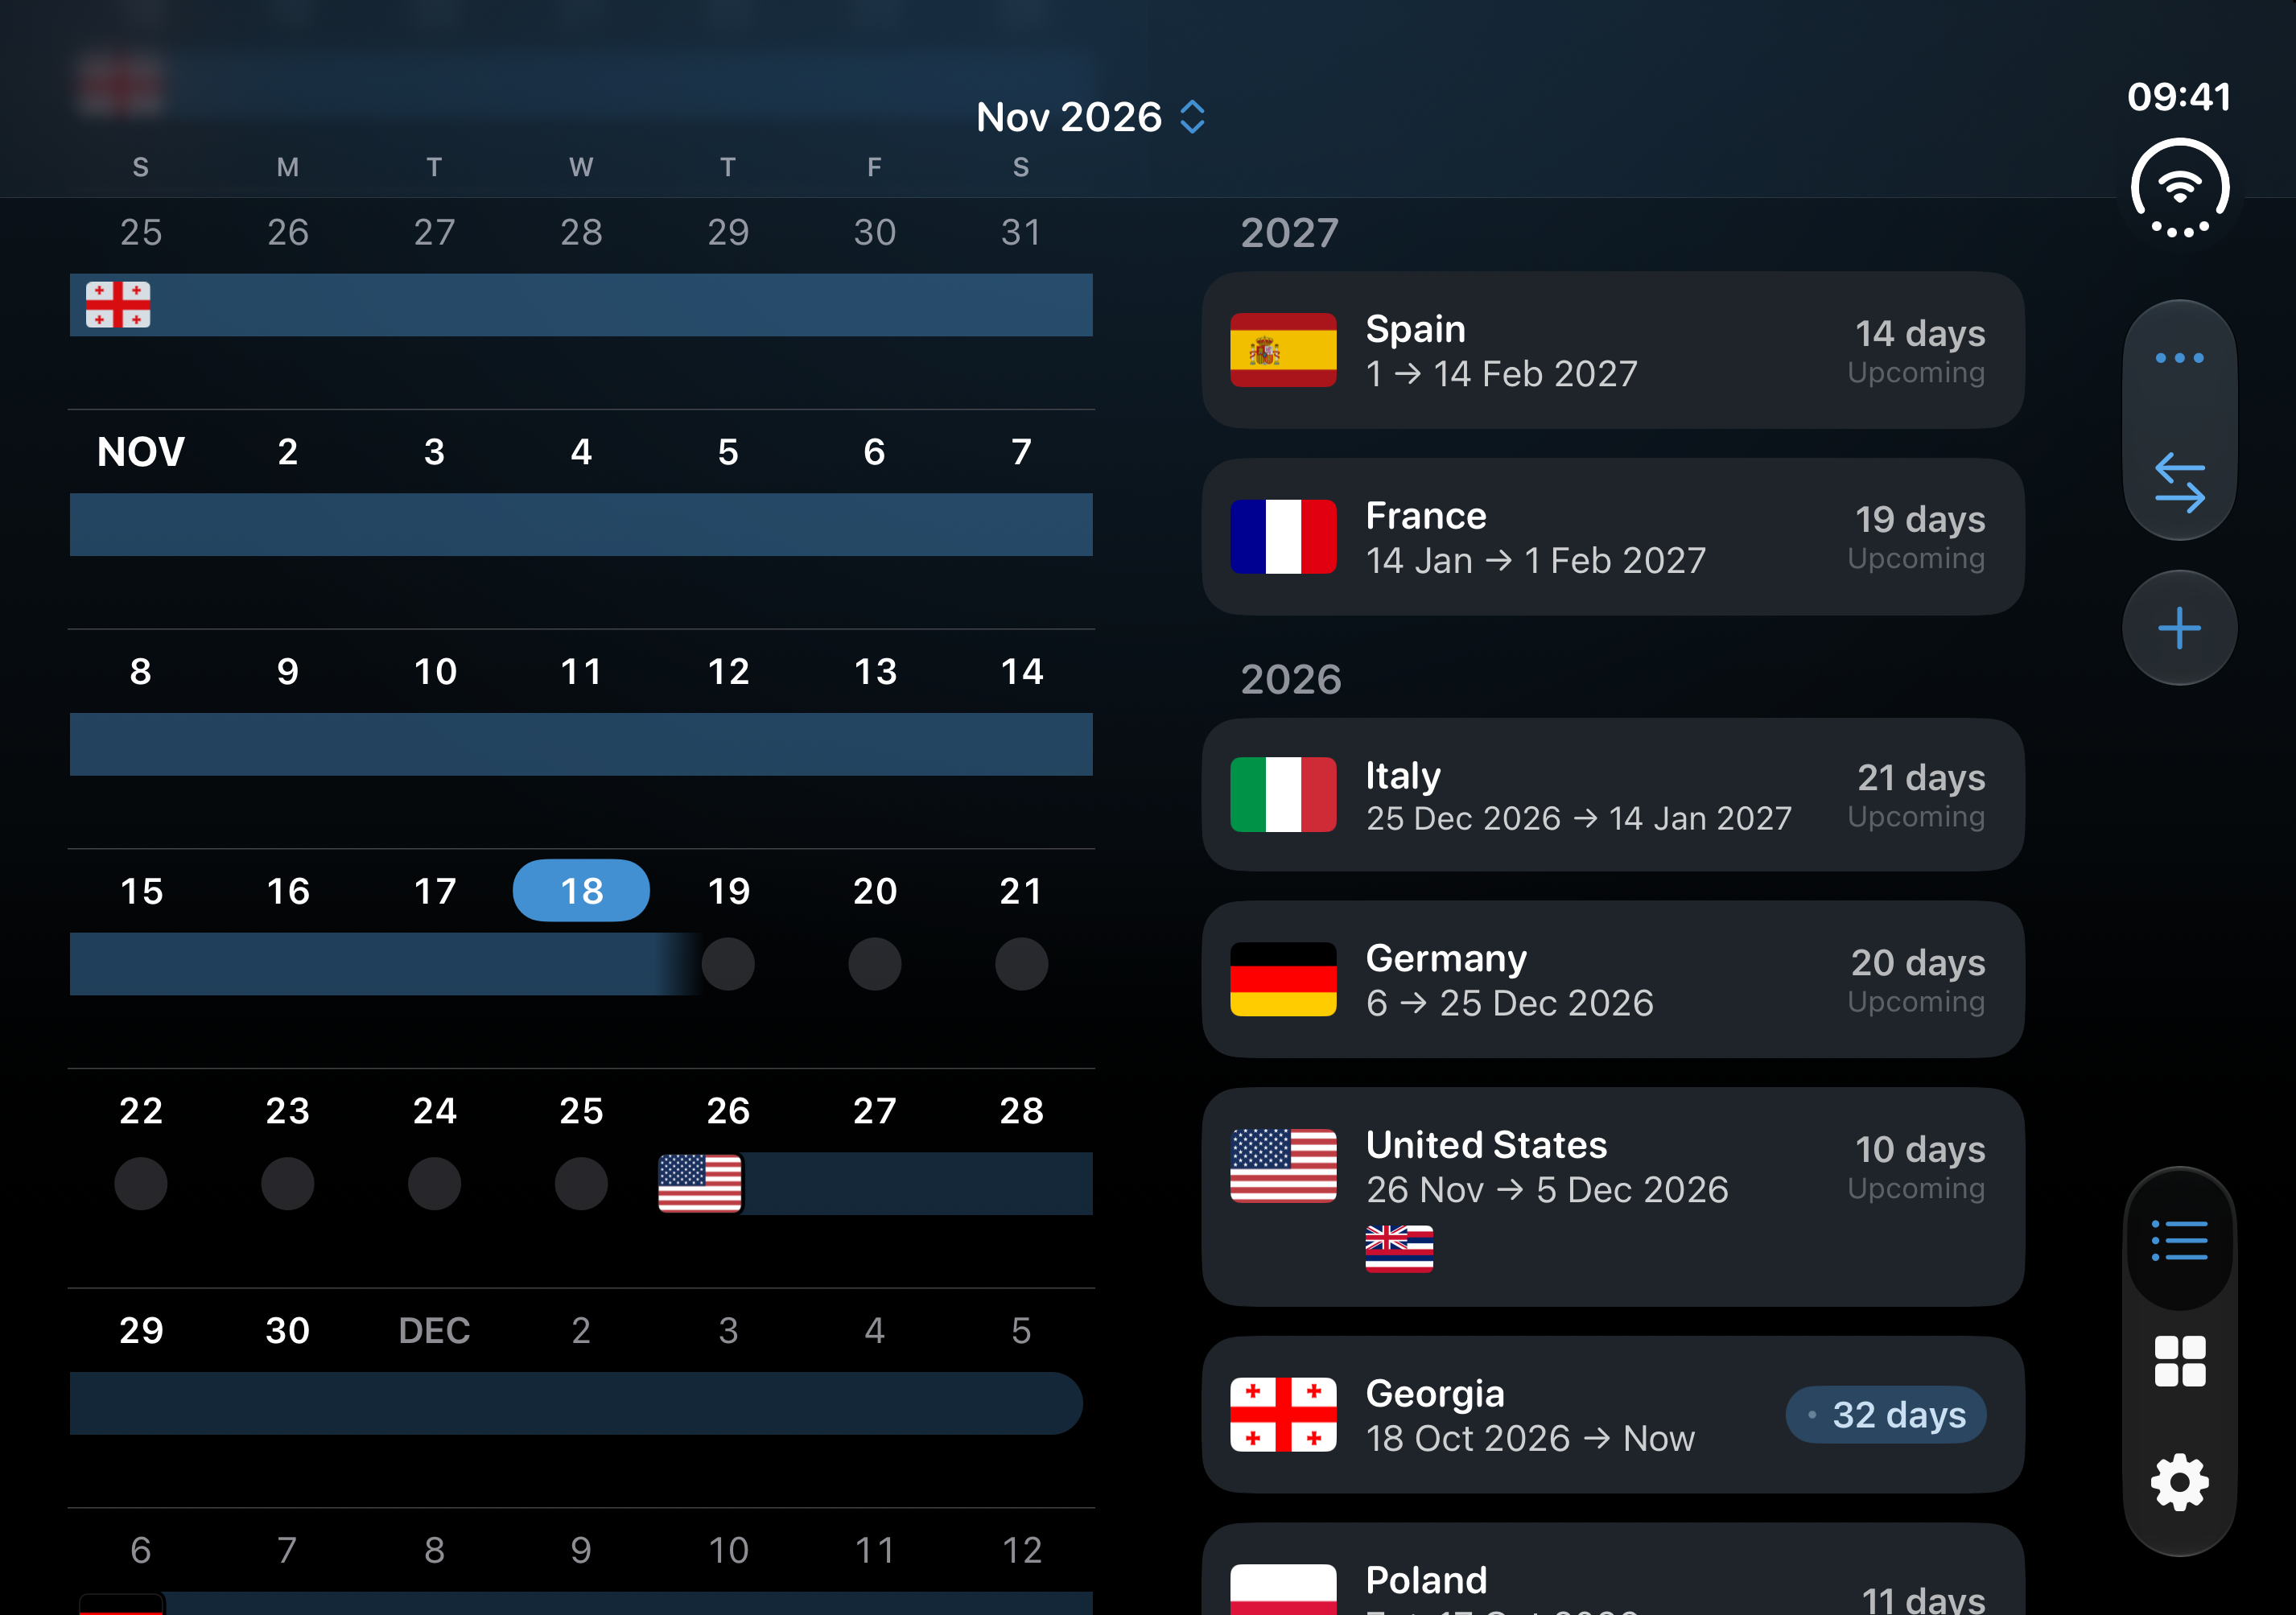 Nov 2026
09:41
S M T W T F S
25 26 27 28 29 30 31
NOV 2 3 4 5 6 7
8 9 10 11 12 13 14
15 16 17 18 19 20 21
22 23 24 25 26 27 28
29 30 DEC 2 3 4 5
6 7 8 9 10 11 12
2027
Spain
1 → 14 Feb 2027
14 days
Upcoming
France
14 Jan → 1 Feb 2027
19 days
Upcoming
2026
Italy
25 Dec 2026 → 14 Jan 2027
21 days
Upcoming
Germany
6 → 25 Dec 2026
20 days
Upcoming
United States
26 Nov → 5 Dec 2026
10 days
Upcoming
Georgia
18 Oct 2026 → Now
• 32 days
Poland
11 days